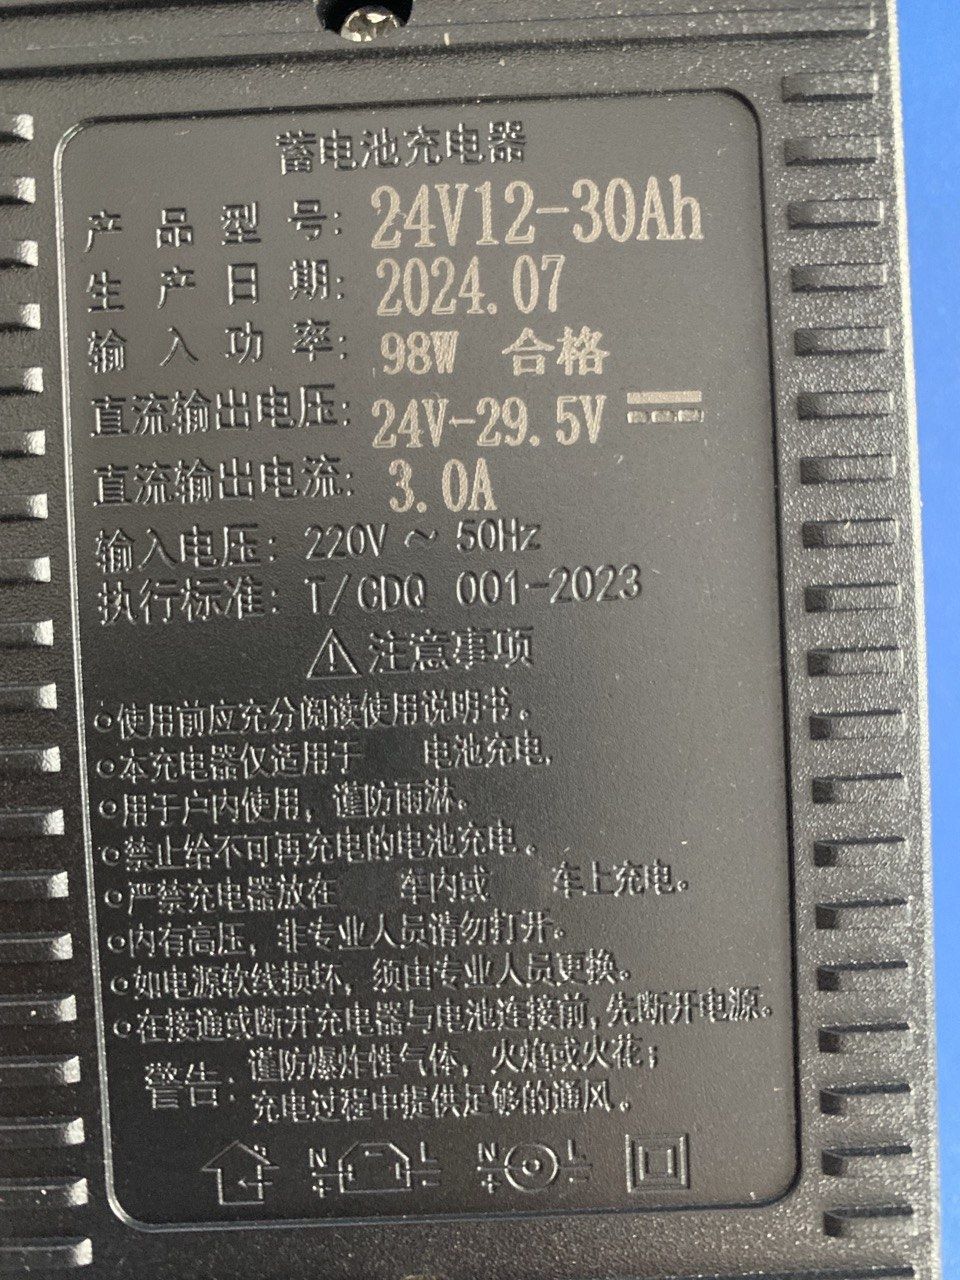 蓄电池充电器
产品型号: 24V12-30Ah
生产日期: 2024.07
输入功率: 98W 合格
直流输出电压: 24V-29.5V
直流输出电流: 3.0A
输入电压: 220V ~ 50Hz
执行标准: T/CDQ 001-2023
注意事项
使用前应充分阅读使用说明书。
本充电器仅适用于 电池充电.
用于户内使用, 谨防雨淋.
禁止给不可再充电的电池充电.
严禁充电器放在 车内或 车上充电。
内有高压, 非专业人员请勿打开.
如电源软线损坏, 须由专业人员更换.
在接通或断开充电器与电池连接前,先断开电源.
警告: 谨防爆炸性气体, 火焰或火花;
充电过程中提供足够的通风.
N L N L